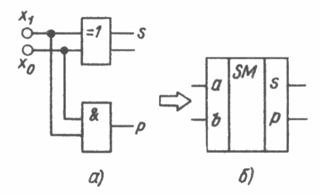 x₁ =1 s
x₀
& p
SM
a s
b p
а) б)